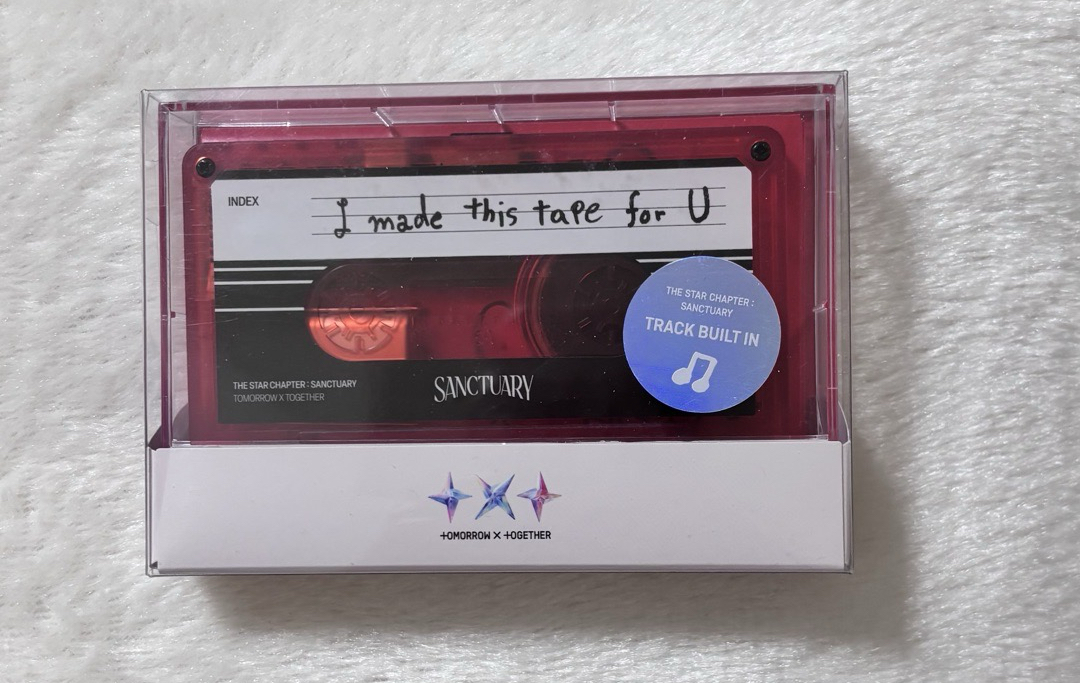 INDEX
I made this tape for U
THE STAR CHAPTER :
SANCTUARY
TRACK BUILT IN
THE STAR CHAPTER : SANCTUARY
TOMORROW X TOGETHER
SANCTUARY
TOMORROW X TOGETHER